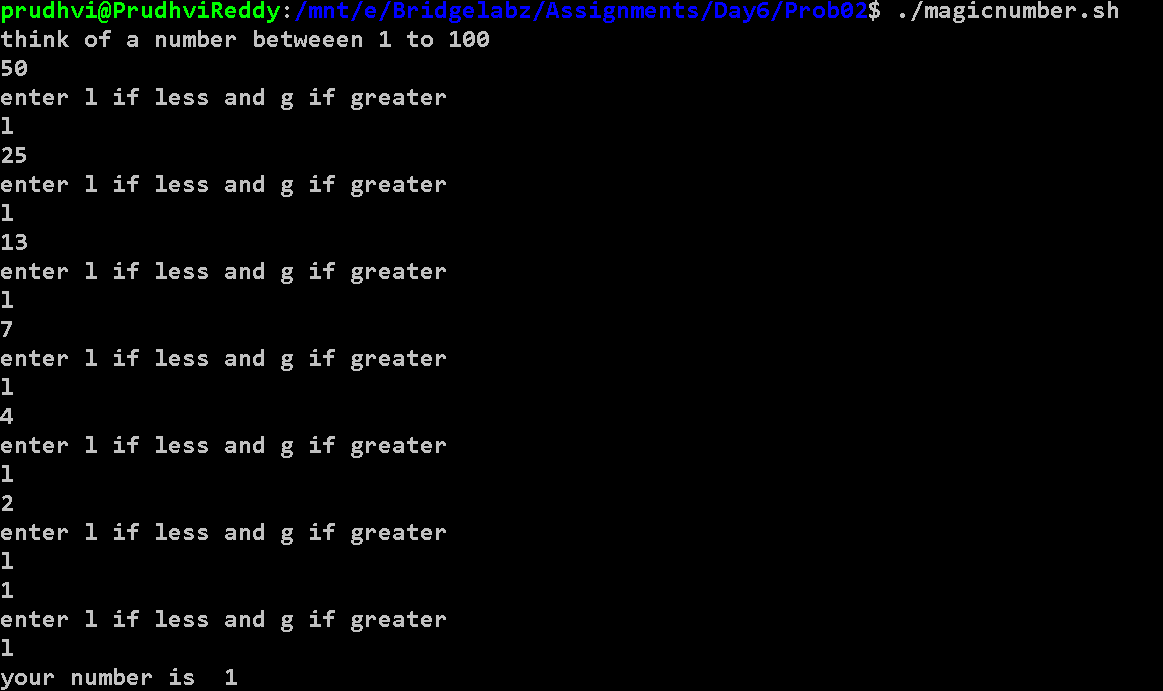 prudhvi@PrudhviReddy:/mnt/e/Bridgelabz/Assignments/Day6/Prob02$ ./magicnumber.sh
think of a number betweeen 1 to 100
50
enter l if less and g if greater
l
25
enter l if less and g if greater
l
13
enter l if less and g if greater
l
7
enter l if less and g if greater
l
4
enter l if less and g if greater
l
2
enter l if less and g if greater
l
1
enter l if less and g if greater
l
your number is  1